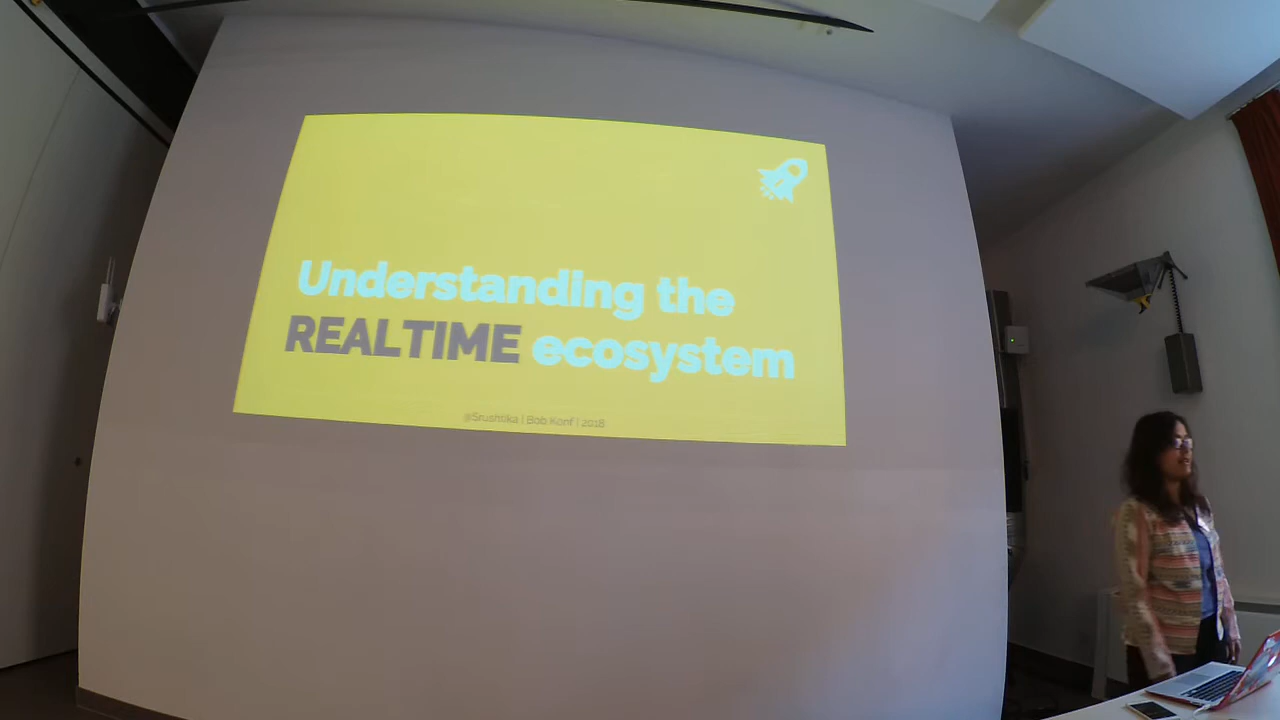 Understanding the
REALTIME ecosystem
@Srushtika | Bob Konf | 2018